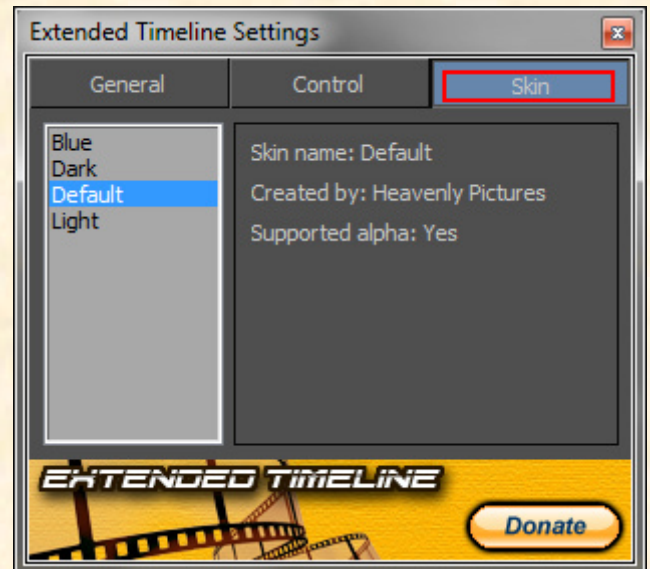 Extended Timeline Settings
General
Control
Skin
Blue
Dark
Default
Light
Skin name: Default
Created by: Heavenly Pictures
Supported alpha: Yes
EXTENDED TIMELINE
Donate